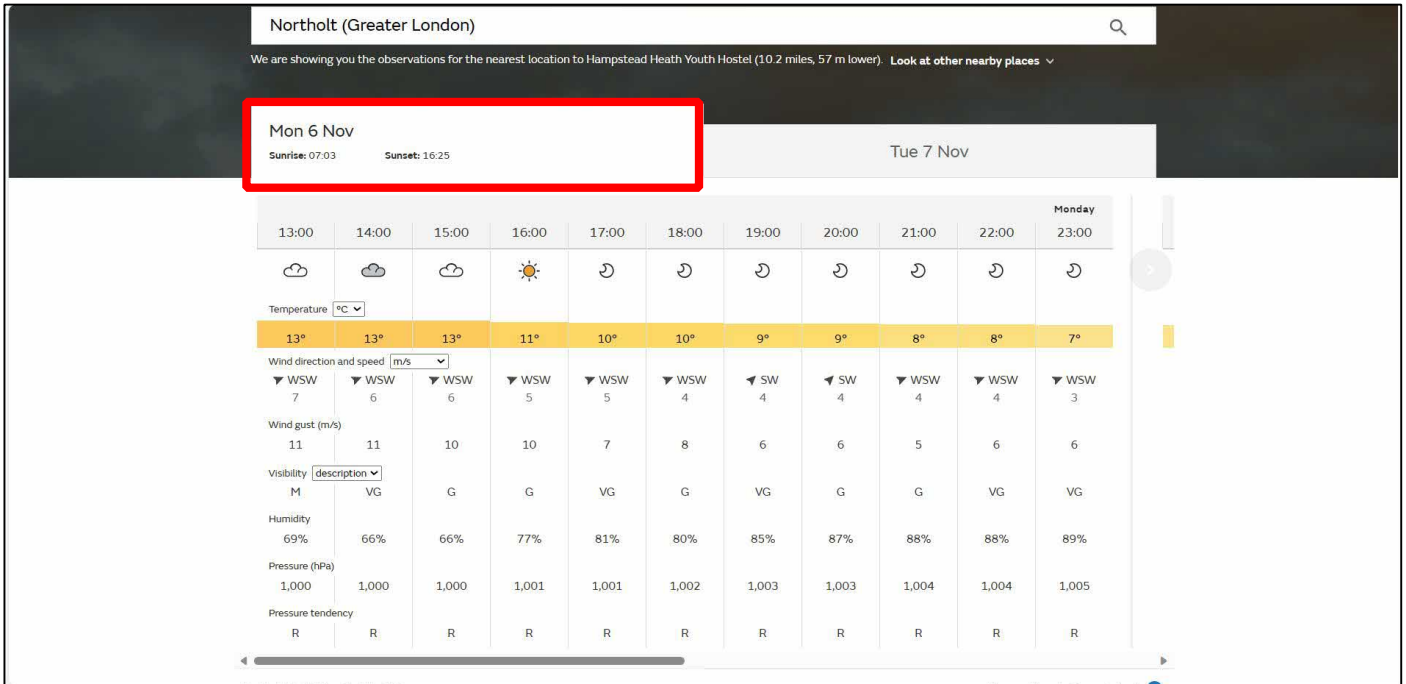 Northolt (Greater London)
We are showing you the observations for the nearest location to Hampstead Heath Youth Hostel (10.2 miles, 57 m lower). Look at other nearby places
Mon 6 Nov
Sunrise: 07:03 Sunset: 16:25
Tue 7 Nov
Monday
13:00 14:00 15:00 16:00 17:00 18:00 19:00 20:00 21:00 22:00 23:00
Temperature °C
13° 13° 13° 11° 10° 10° 9° 9° 8° 8° 7°
Wind direction and speed m/s
WSW WSW WSW WSW WSW WSW SW SW WSW WSW WSW
7 6 6 5 5 4 4 4 4 4 3
Wind gust (m/s)
11 11 10 10 7 8 6 6 5 6 6
Visibility description
M VG G G VG G VG G G VG VG
Humidity
69% 66% 66% 77% 81% 80% 85% 87% 88% 88% 89%
Pressure (hPa)
1,000 1,000 1,000 1,001 1,001 1,002 1,003 1,003 1,004 1,004 1,005
Pressure tendency
R R R R R R R R R R R